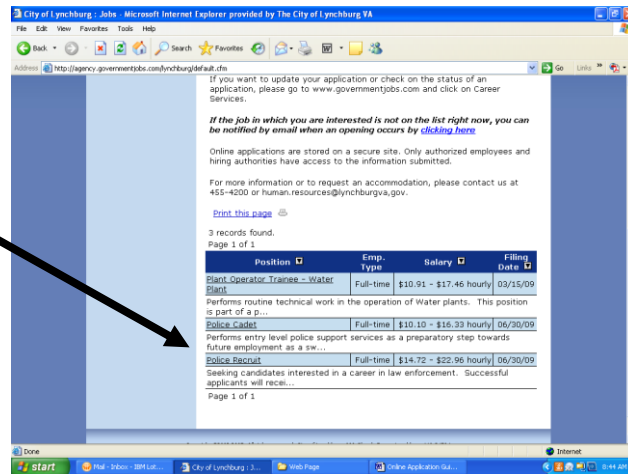 City of Lynchburg : Jobs - Microsoft Internet Explorer provided by The City of Lynchburg VA
File Edit View Favorites Tools Help
Back Search Favorites
Address http://agency.governmentjobs.com/lynchburg/default.cfm Go Links »
If you want to update your application or check on the status of an
application, please go to www.governmentjobs.com and click on Career
Services.
If the job in which you are interested is not on the list right now, you can
be notified by email when an opening occurs by clicking here
Online applications are stored on a secure site. Only authorized employees and
hiring authorities have access to the information submitted.
For more information or to request an accommodation, please contact us at
455-4200 or human.resources@lynchburgva,gov.
Print this page
3 records found.
Page 1 of 1
Position Emp. Type Salary Filing Date
Plant Operator Trainee - Water Plant Full-time $10.91 - $17.46 hourly 03/15/09
Performs routine technical work in the operation of Water plants. This position
is part of a p...
Police Cadet Full-time $10.10 - $16.33 hourly 06/30/09
Performs entry level police support services as a preparatory step towards
future employment as a sw...
Police Recruit Full-time $14.72 - $22.96 hourly 06/30/09
Seeking candidates interested in a career in law enforcement. Successful
applicants will recei...
Page 1 of 1
Done Internet
start Mail - Inbox - IBM Lot... City of Lynchburg : J... Web Page Online Application Gui... 8:44 AM